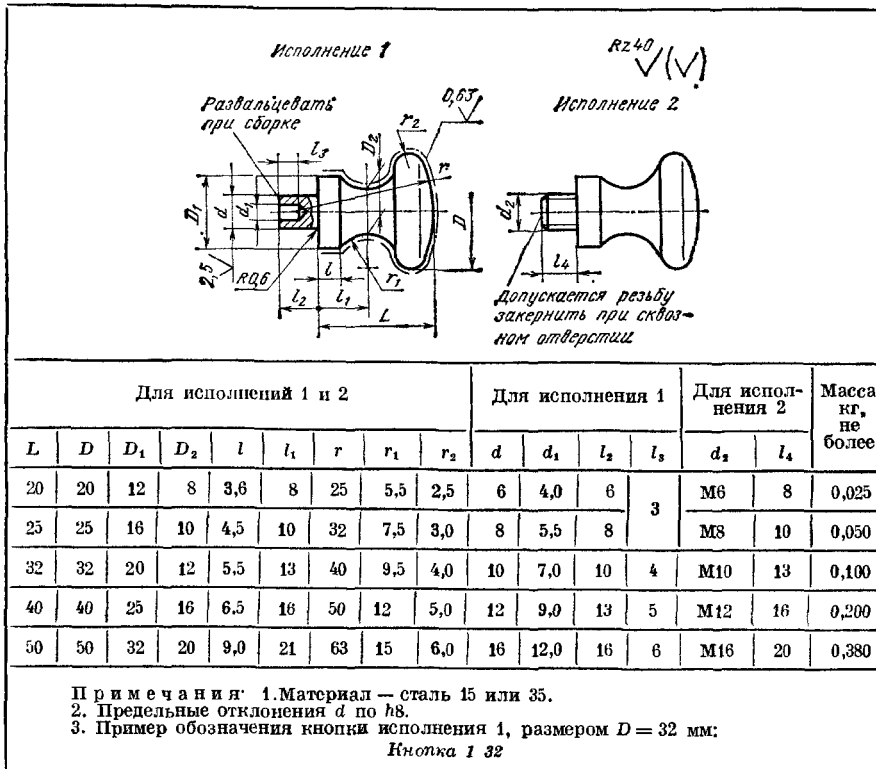 Исполнение 1
Rz40
Развальцевать
при сборке
0,63
Исполнение 2
l₃
D₂
r₂
r
D₁
d
d₁
D
d₂
2,5
R0,6
l
r₁
l₂
l₁
L
l₄
Допускается резьбу
закернить при сквоз-
ном отверстии
Для исполнений 1 и 2 | Для исполнения 1 | Для испол-нения 2 | Масса кг, не более
L | D | D₁ | D₂ | l | l₁ | r | r₁ | r₂ | d | d₁ | l₂ | l₃ | d₂ | l₄
20 | 20 | 12 | 8 | 3,6 | 8 | 25 | 5,5 | 2,5 | 6 | 4,0 | 6 | 3 | М6 | 8 | 0,025
25 | 25 | 16 | 10 | 4,5 | 10 | 32 | 7,5 | 3,0 | 8 | 5,5 | 8 | М8 | 10 | 0,050
32 | 32 | 20 | 12 | 5,5 | 13 | 40 | 9,5 | 4,0 | 10 | 7,0 | 10 | 4 | М10 | 13 | 0,100
40 | 40 | 25 | 16 | 6.5 | 16 | 50 | 12 | 5,0 | 12 | 9,0 | 13 | 5 | М12 | 16 | 0,200
50 | 50 | 32 | 20 | 9,0 | 21 | 63 | 15 | 6,0 | 16 | 12,0 | 16 | 6 | М16 | 20 | 0,380
Примечания: 1.Материал — сталь 15 или 35.
2. Предельные отклонения d по h8.
3. Пример обозначения кнопки исполнения 1, размером D = 32 мм:
Кнопка 1 32